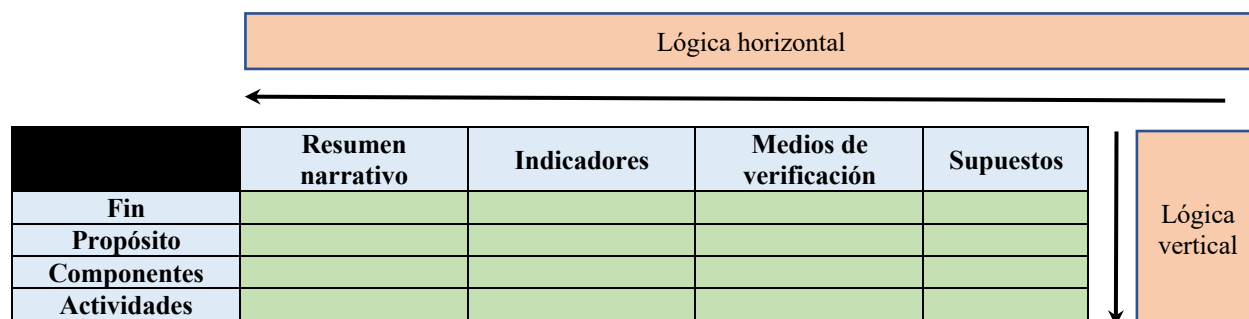 Lógica horizontal
Resumen
narrativo
Indicadores
Medios de
verificación
Supuestos
Fin
Propósito
Componentes
Actividades
Lógica
vertical